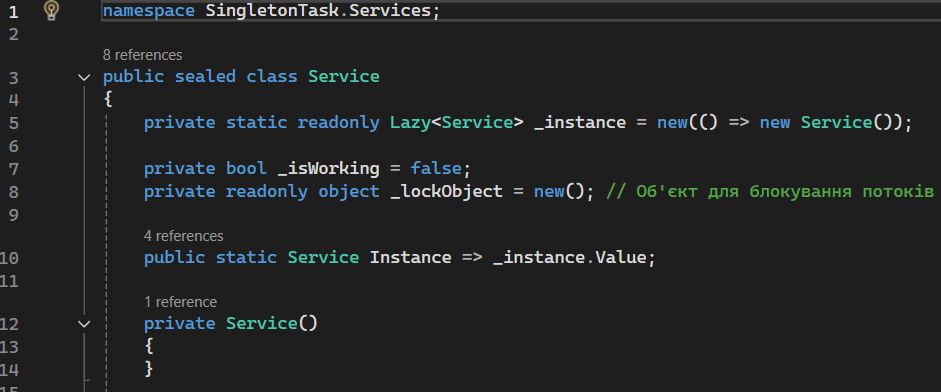 1 namespace SingletonTask.Services;
2
8 references
3 public sealed class Service
4 {
5 private static readonly Lazy<Service> _instance = new(() => new Service());
6
7 private bool _isWorking = false;
8 private readonly object _lockObject = new(); // Об'єкт для блокування потоків
9
4 references
10 public static Service Instance => _instance.Value;
11
1 reference
12 private Service()
13 {
14 }
15